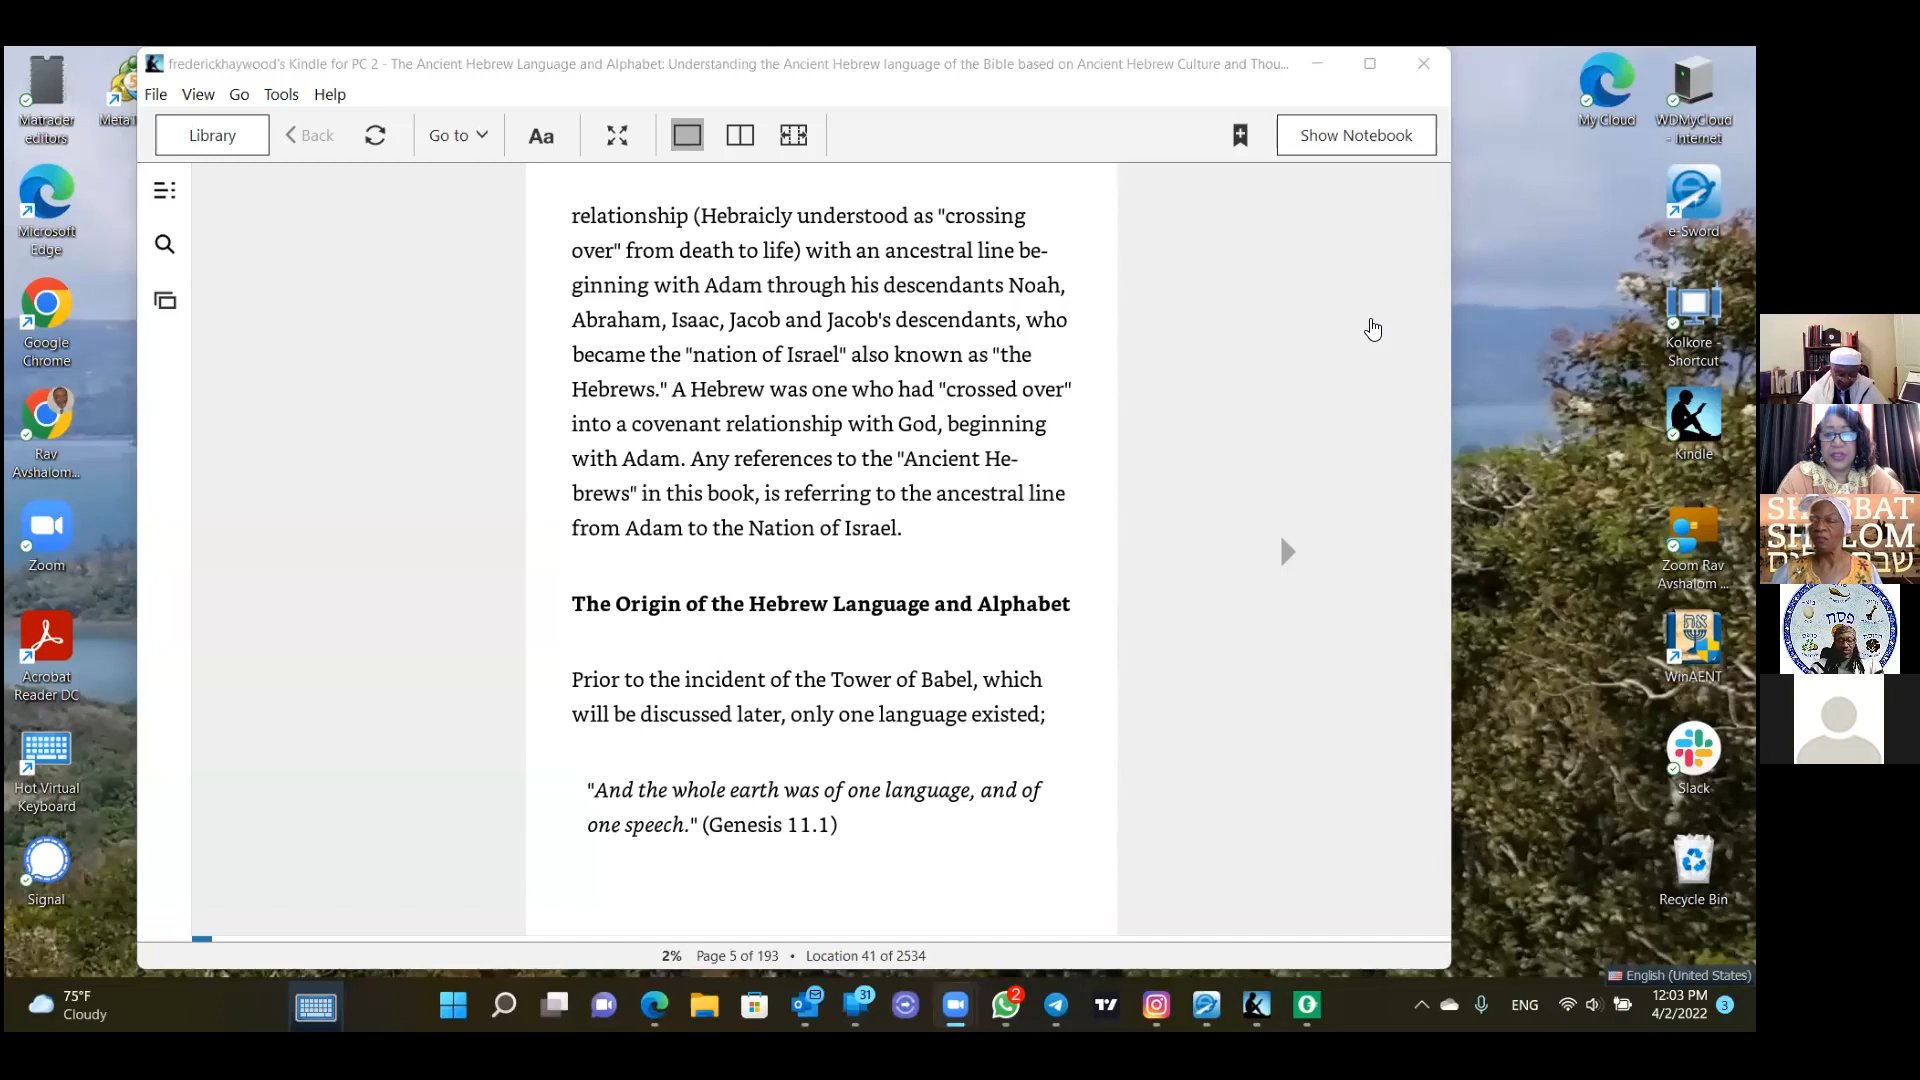 frederickhaywood's Kindle for PC 2 - The Ancient Hebrew Language and Alphabet: Understanding the Ancient Hebrew language of the Bible based on Ancient Hebrew Culture and Thou...
File View Go Tools Help
Library Back Go to Aa Show Notebook
relationship (Hebraicly understood as "crossing
over" from death to life) with an ancestral line be-
ginning with Adam through his descendants Noah,
Abraham, Isaac, Jacob and Jacob's descendants, who
became the "nation of Israel" also known as "the
Hebrews." A Hebrew was one who had "crossed over"
into a covenant relationship with God, beginning
with Adam. Any references to the "Ancient He-
brews" in this book, is referring to the ancestral line
from Adam to the Nation of Israel.
The Origin of the Hebrew Language and Alphabet
Prior to the incident of the Tower of Babel, which
will be discussed later, only one language existed;
"And the whole earth was of one language, and of
one speech." (Genesis 11.1)
2% Page 5 of 193 • Location 41 of 2534
Matrader
editors
MetaT
Microsoft
Edge
Google
Chrome
Rav
Avshalom...
Zoom
Acrobat
Reader DC
Hot Virtual
Keyboard
Signal
My Cloud
WDMyCloud
- Internet
e-Sword
Kolkore -
Shortcut
Kindle
Zoom Rav
Avshalom ...
WinAENT
Slack
Recycle Bin
SHABBAT
SHALOM
פסח
English (United States)
75°F
Cloudy
31
2
ENG
12:03 PM
4/2/2022
3